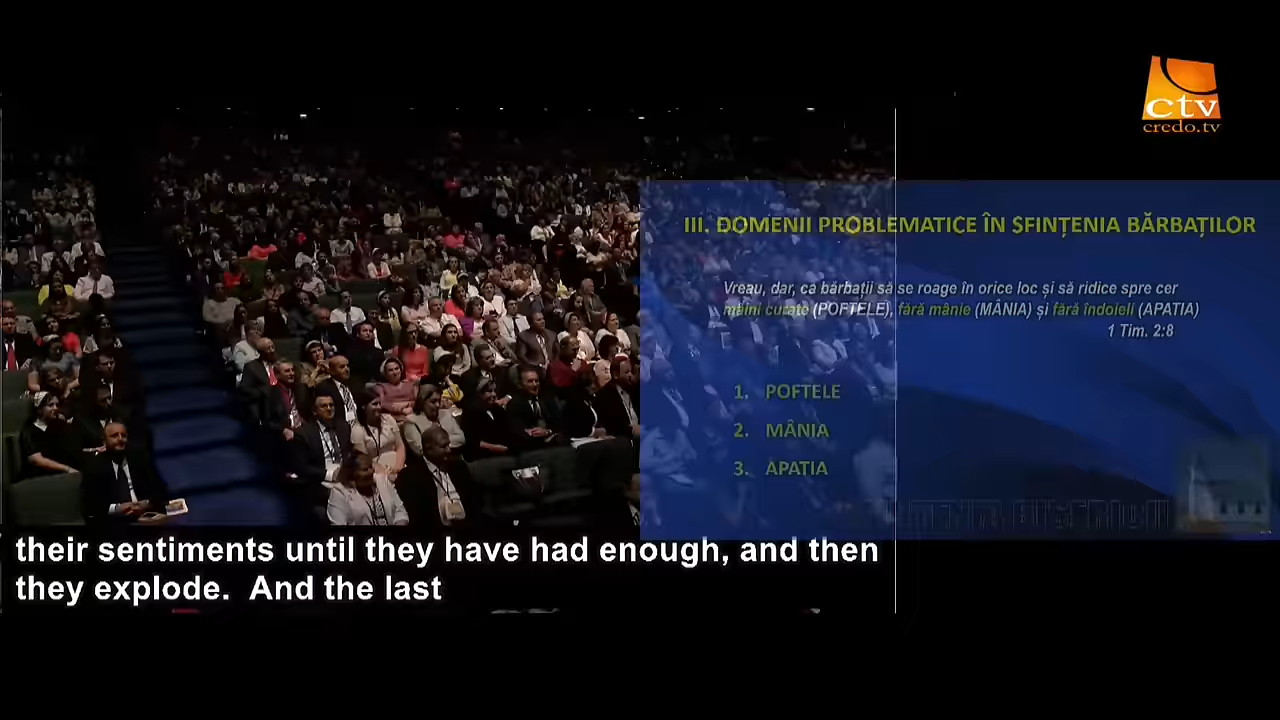 ctv
credo.tv
III. DOMENII PROBLEMATICE ÎN SFINȚENIA BĂRBAȚILOR
Vreau, dar, ca bărbații să se roage în orice loc și să ridice spre cer
mâini curate (POFTELE), fără mânie (MÂNIA) și fără îndoieli (APATIA)
1 Tim. 2:8
1. POFTELE
2. MÂNIA
3. APATIA
their sentiments until they have had enough, and then
they explode. And the last